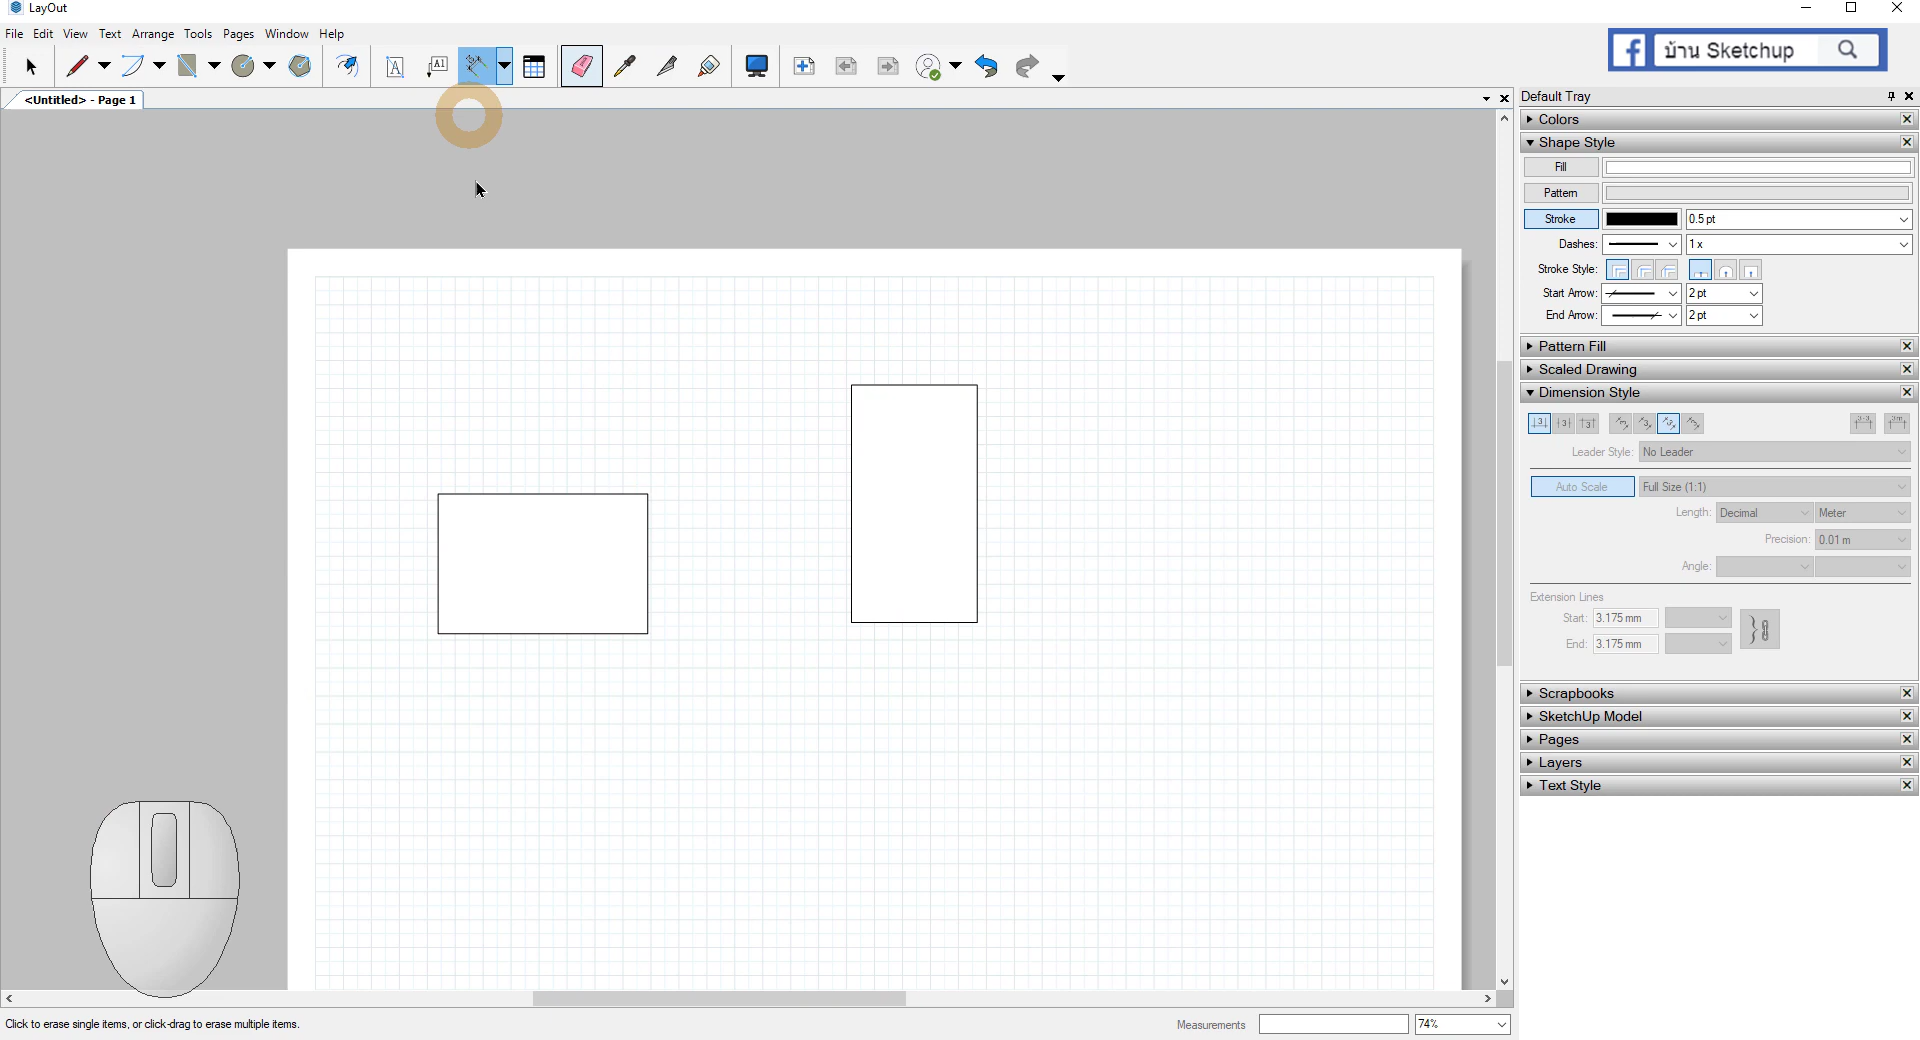 LayOut
File Edit View Text Arrange Tools Pages Window Help
บ้าน Sketchup
<Untitled> - Page 1
Default Tray
Colors
Shape Style
Fill
Pattern
Stroke 0.5 pt
Dashes: 1 x
Stroke Style:
Start Arrow: 2 pt
End Arrow: 2 pt
Pattern Fill
Scaled Drawing
Dimension Style
Leader Style: No Leader
Auto Scale Full Size (1:1)
Length: Decimal Meter
Precision: 0.01 m
Angle:
Extension Lines
Start: 3.175 mm
End: 3.175 mm
Scrapbooks
SketchUp Model
Pages
Layers
Text Style
Click to erase single items, or click-drag to erase multiple items.
Measurements 74%